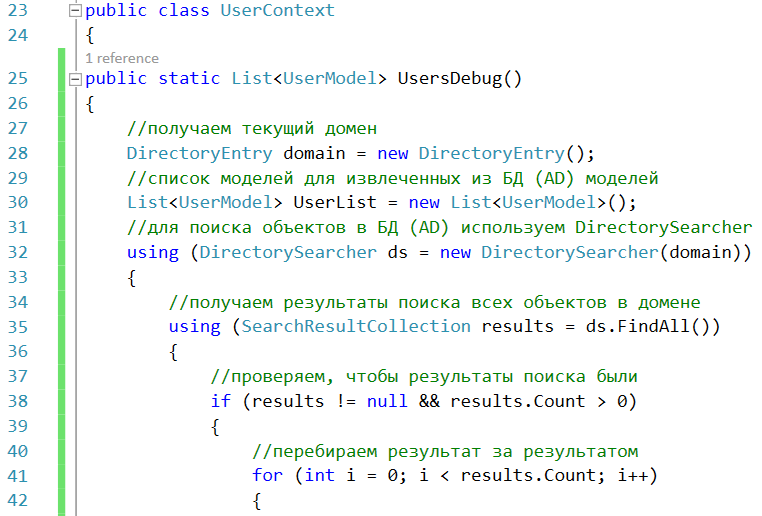 23 public class UserContext
24 {
1 reference
25 public static List<UserModel> UsersDebug()
26 {
27 //получаем текущий домен
28 DirectoryEntry domain = new DirectoryEntry();
29 //список моделей для извлеченных из БД (AD) моделей
30 List<UserModel> UserList = new List<UserModel>();
31 //для поиска объектов в БД (AD) используем DirectorySearcher
32 using (DirectorySearcher ds = new DirectorySearcher(domain))
33 {
34 //получаем результаты поиска всех объектов в домене
35 using (SearchResultCollection results = ds.FindAll())
36 {
37 //проверяем, чтобы результаты поиска были
38 if (results != null && results.Count > 0)
39 {
40 //перебираем результат за результатом
41 for (int i = 0; i < results.Count; i++)
42 {